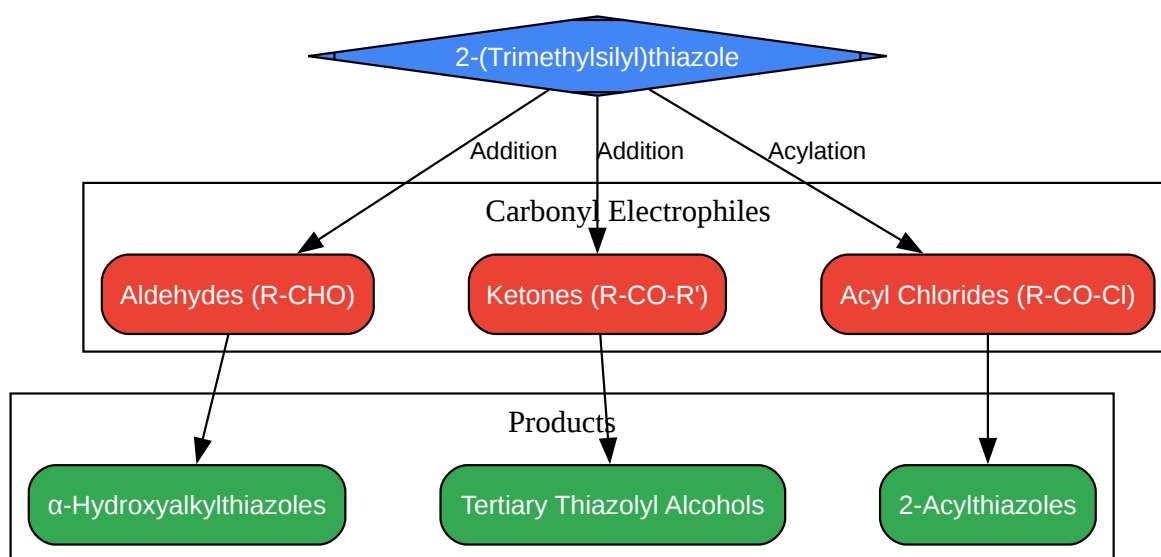 2-(Trimethylsilyl)thiazole
Addition
Addition
Acylation
Carbonyl Electrophiles
Aldehydes (R-CHO)
Ketones (R-CO-R')
Acyl Chlorides (R-CO-Cl)
Products
α-Hydroxyalkylthiazoles
Tertiary Thiazolyl Alcohols
2-Acylthiazoles